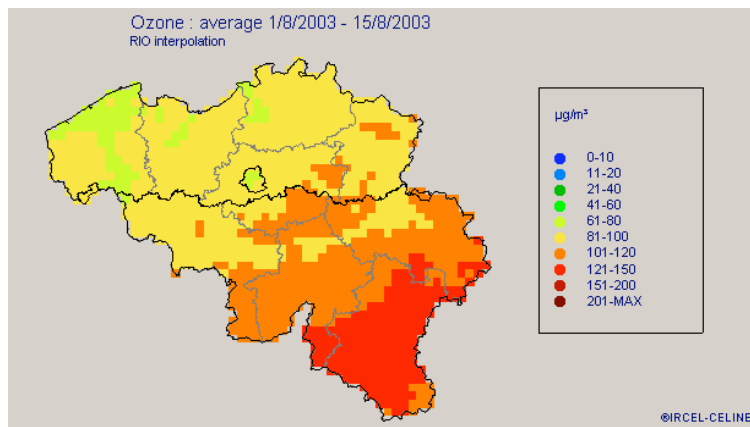 Ozone : average 1/8/2003 - 15/8/2003
RIO interpolation
µg/m³
0-10
11-20
21-40
41-60
61-80
81-100
101-120
121-150
151-200
201-MAX
©IRCEL-CELINE